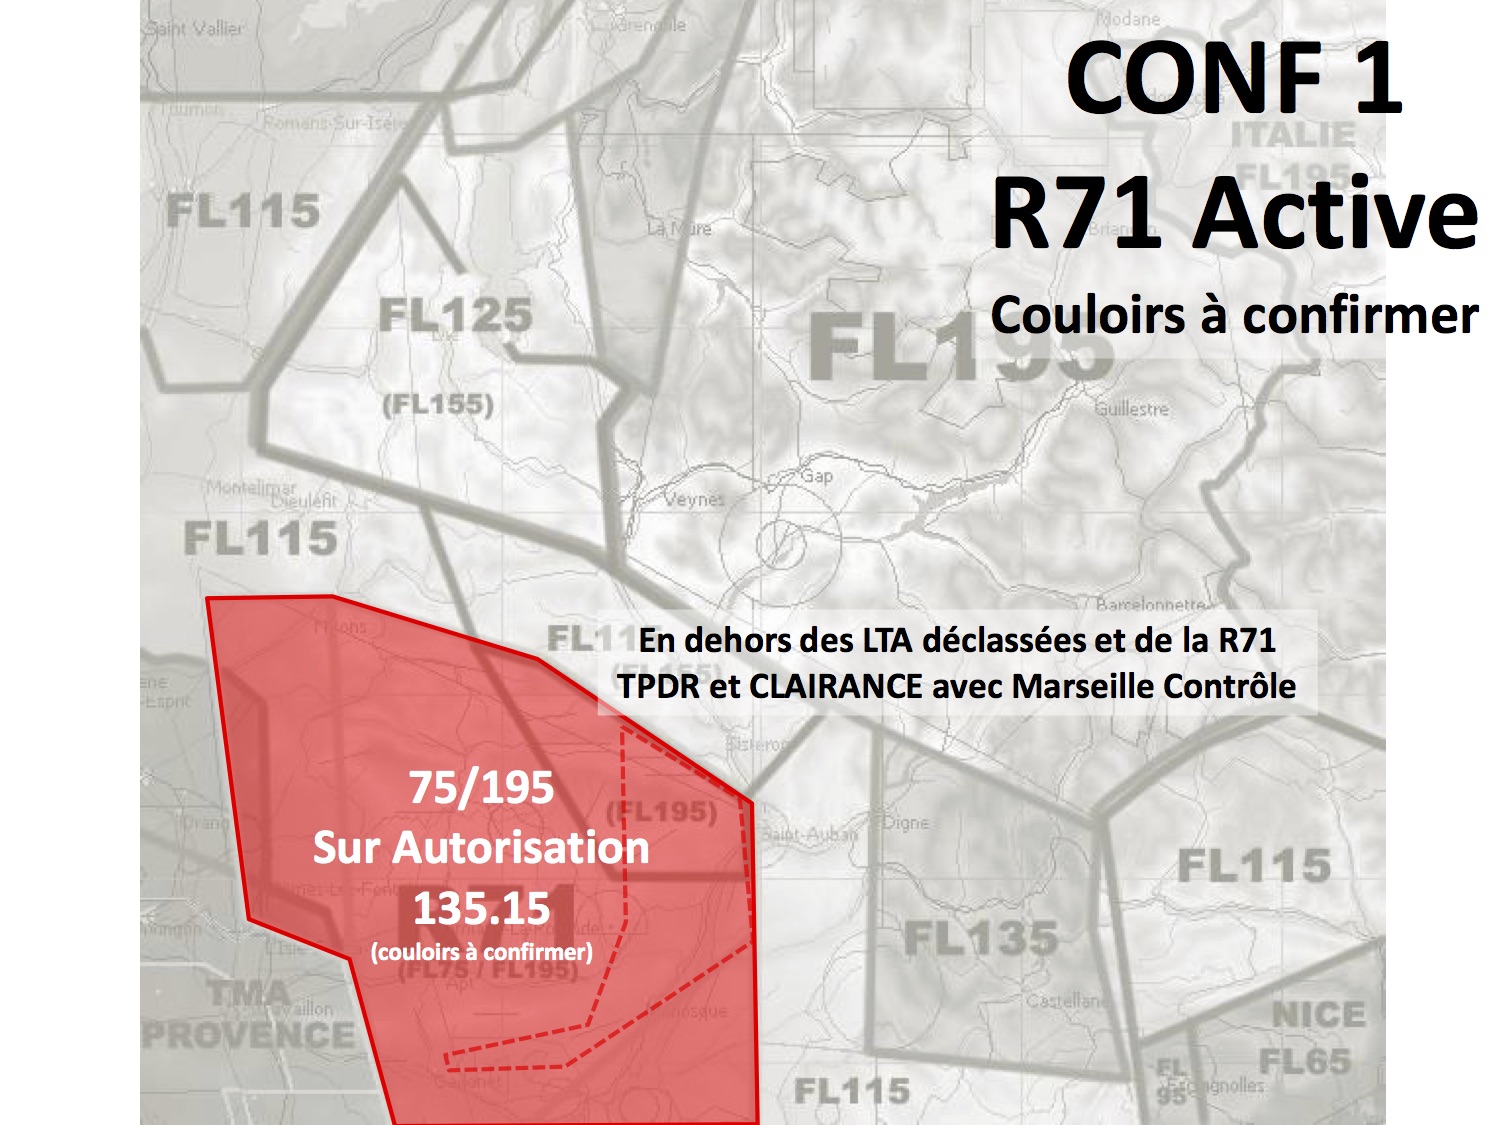 Saint Vallier
Grenoble
Modane
CONF 1
Romans-Sur-Isère
ITALIE
FL195
R71 Active
FL115
La Mure
Briançon
FL125
FL195
Couloirs à confirmer
Die
(FL155)
Guillestre
Gap
Montelimar
Dieulefit
Veynes
FL115
Barcelonnette
Nyons
En dehors des LTA déclassées et de la R71
(FL155)
TPDR et CLAIRANCE avec Marseille Contrôle
Sisteron
75/195
(FL195)
Sur Autorisation
Saint-Auban
Digne
FL115
135.15
R71
(couloirs à confirmer)
(FL75 / FL195)
FL135
Apt
TMA
PROVENCE
Manosque
Castellane
NICE
FL65
FL115
FL
95